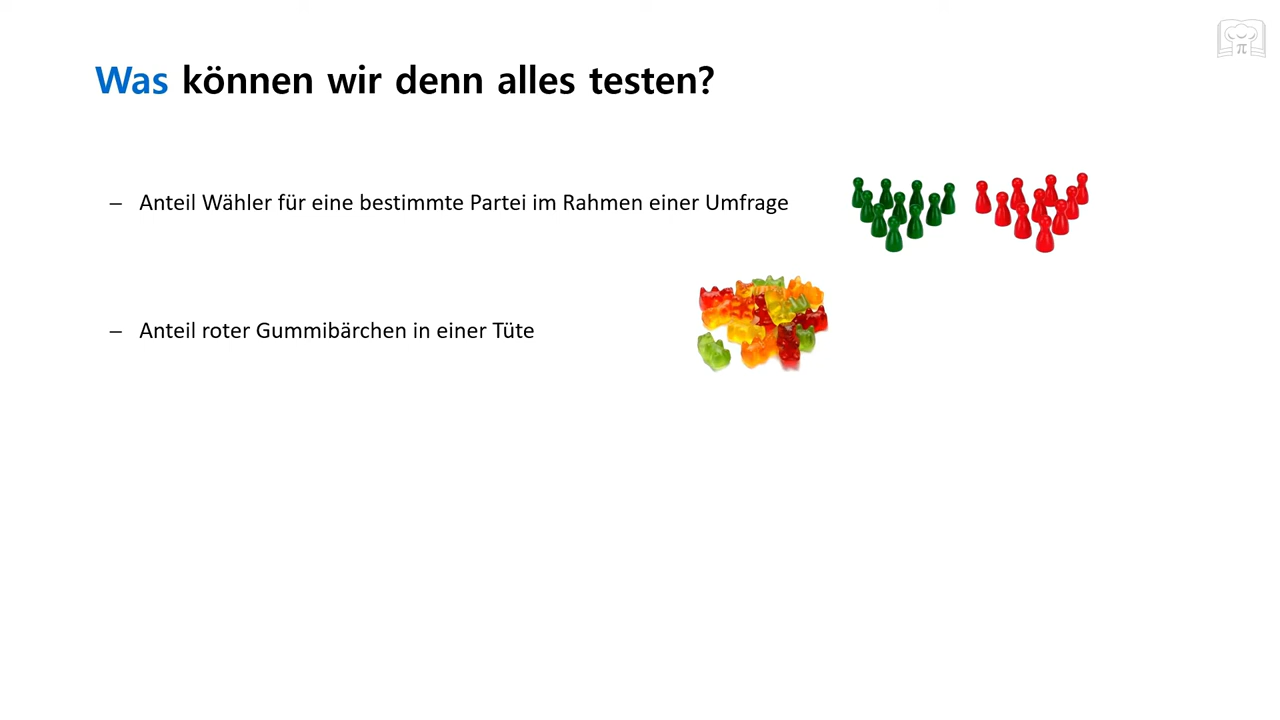 Was können wir denn alles testen?
– Anteil Wähler für eine bestimmte Partei im Rahmen einer Umfrage
– Anteil roter Gummibärchen in einer Tüte
π